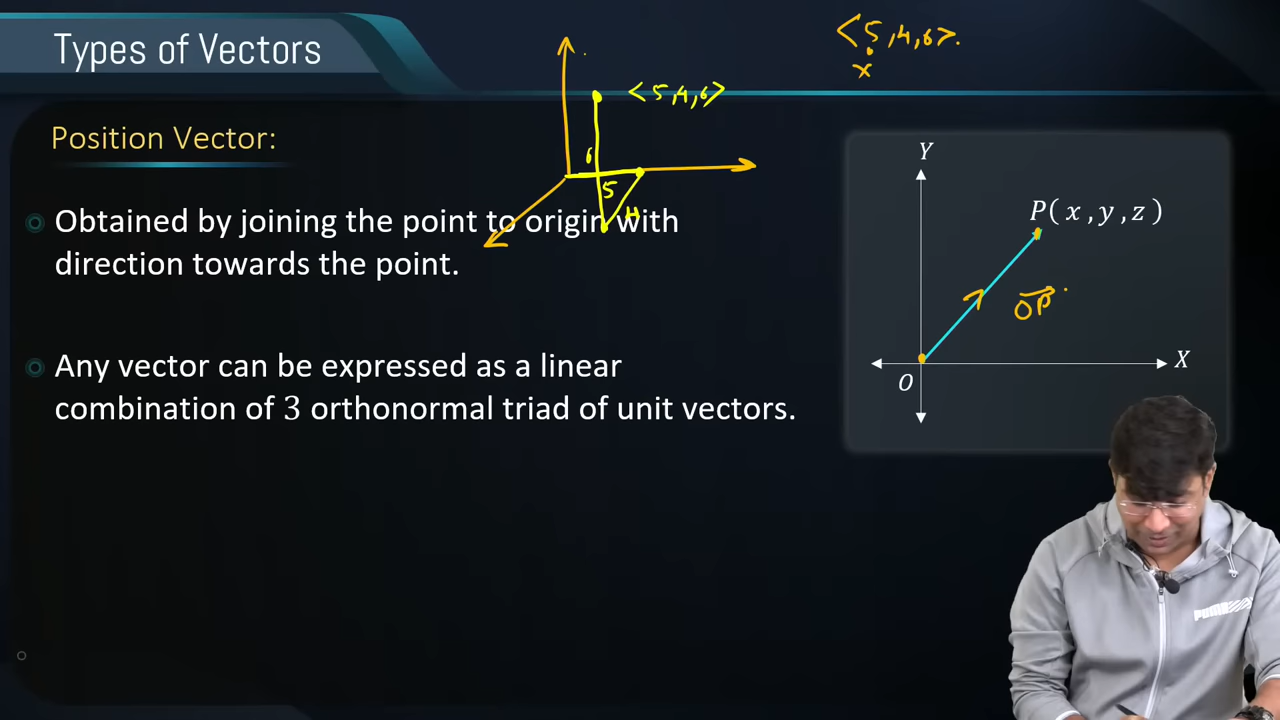 Types of Vectors
<5,4,6>.
x
<5,4,6>
6
5
4
Position Vector:
Obtained by joining the point to origin with
direction towards the point.
Any vector can be expressed as a linear
combination of 3 orthonormal triad of unit vectors.
Y
P( x , y , z )
OP
X
O
PUMA